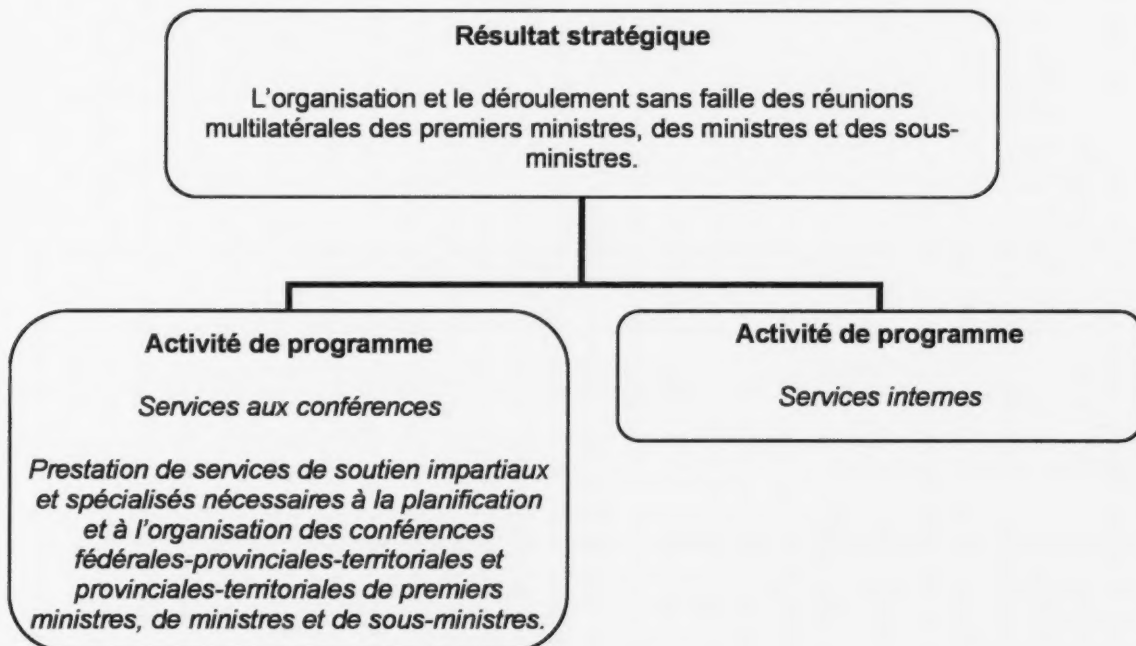 Résultat stratégique
L'organisation et le déroulement sans faille des réunions
multilatérales des premiers ministres, des ministres et des sous-
ministres.
Activité de programme
Services aux conférences
Prestation de services de soutien impartiaux
et spécialisés nécessaires à la planification
et à l'organisation des conférences
fédérales-provinciales-territoriales et
provinciales-territoriales de premiers
ministres, de ministres et de sous-ministres.
Activité de programme
Services internes